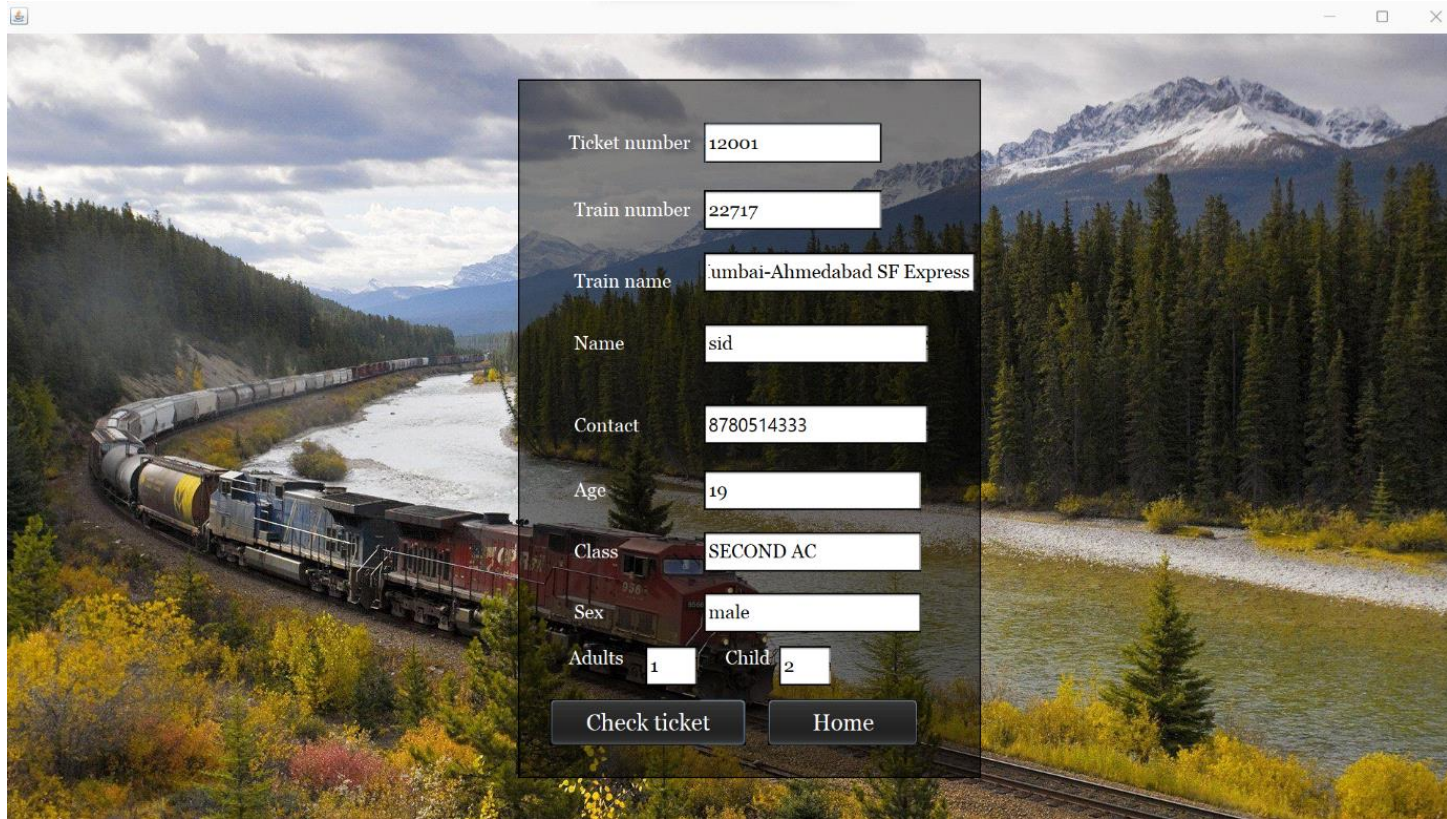 Ticket number 12001
Train number 22717
Train name umbai-Ahmedabad SF Express
Name sid
Contact 8780514333
Age 19
Class SECOND AC
Sex male
Adults 1 Child 2
Check ticket Home